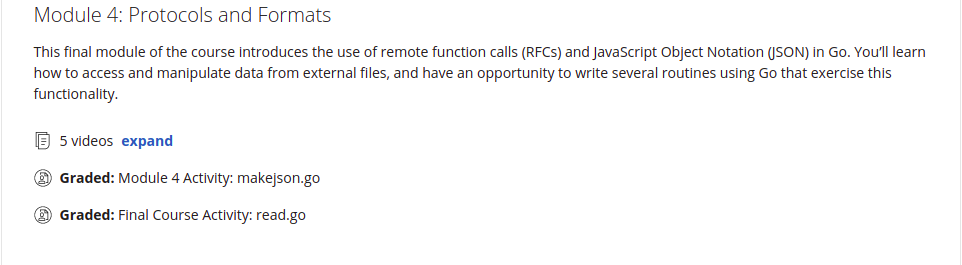 Module 4: Protocols and Formats
This final module of the course introduces the use of remote function calls (RFCs) and JavaScript Object Notation (JSON) in Go. You’ll learn
how to access and manipulate data from external files, and have an opportunity to write several routines using Go that exercise this
functionality.
5 videos expand
Graded: Module 4 Activity: makejson.go
Graded: Final Course Activity: read.go